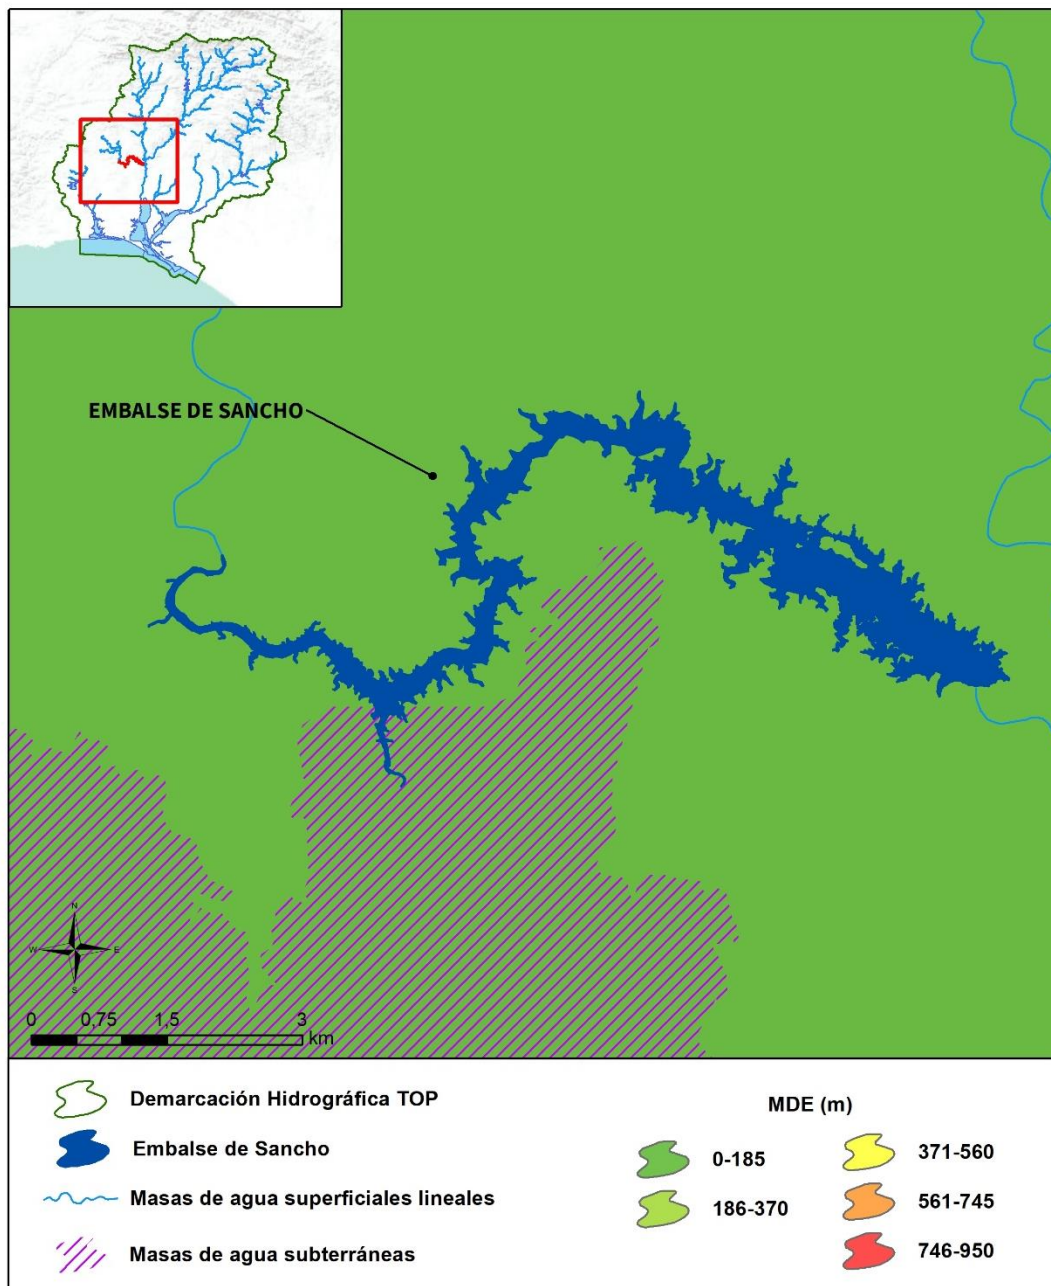 EMBALSE DE SANCHO
N
W
E
S
0 0,75 1,5 3
km
Demarcación Hidrográfica TOP
Embalse de Sancho
Masas de agua superficiales lineales
Masas de agua subterráneas
MDE (m)
0-185
186-370
371-560
561-745
746-950